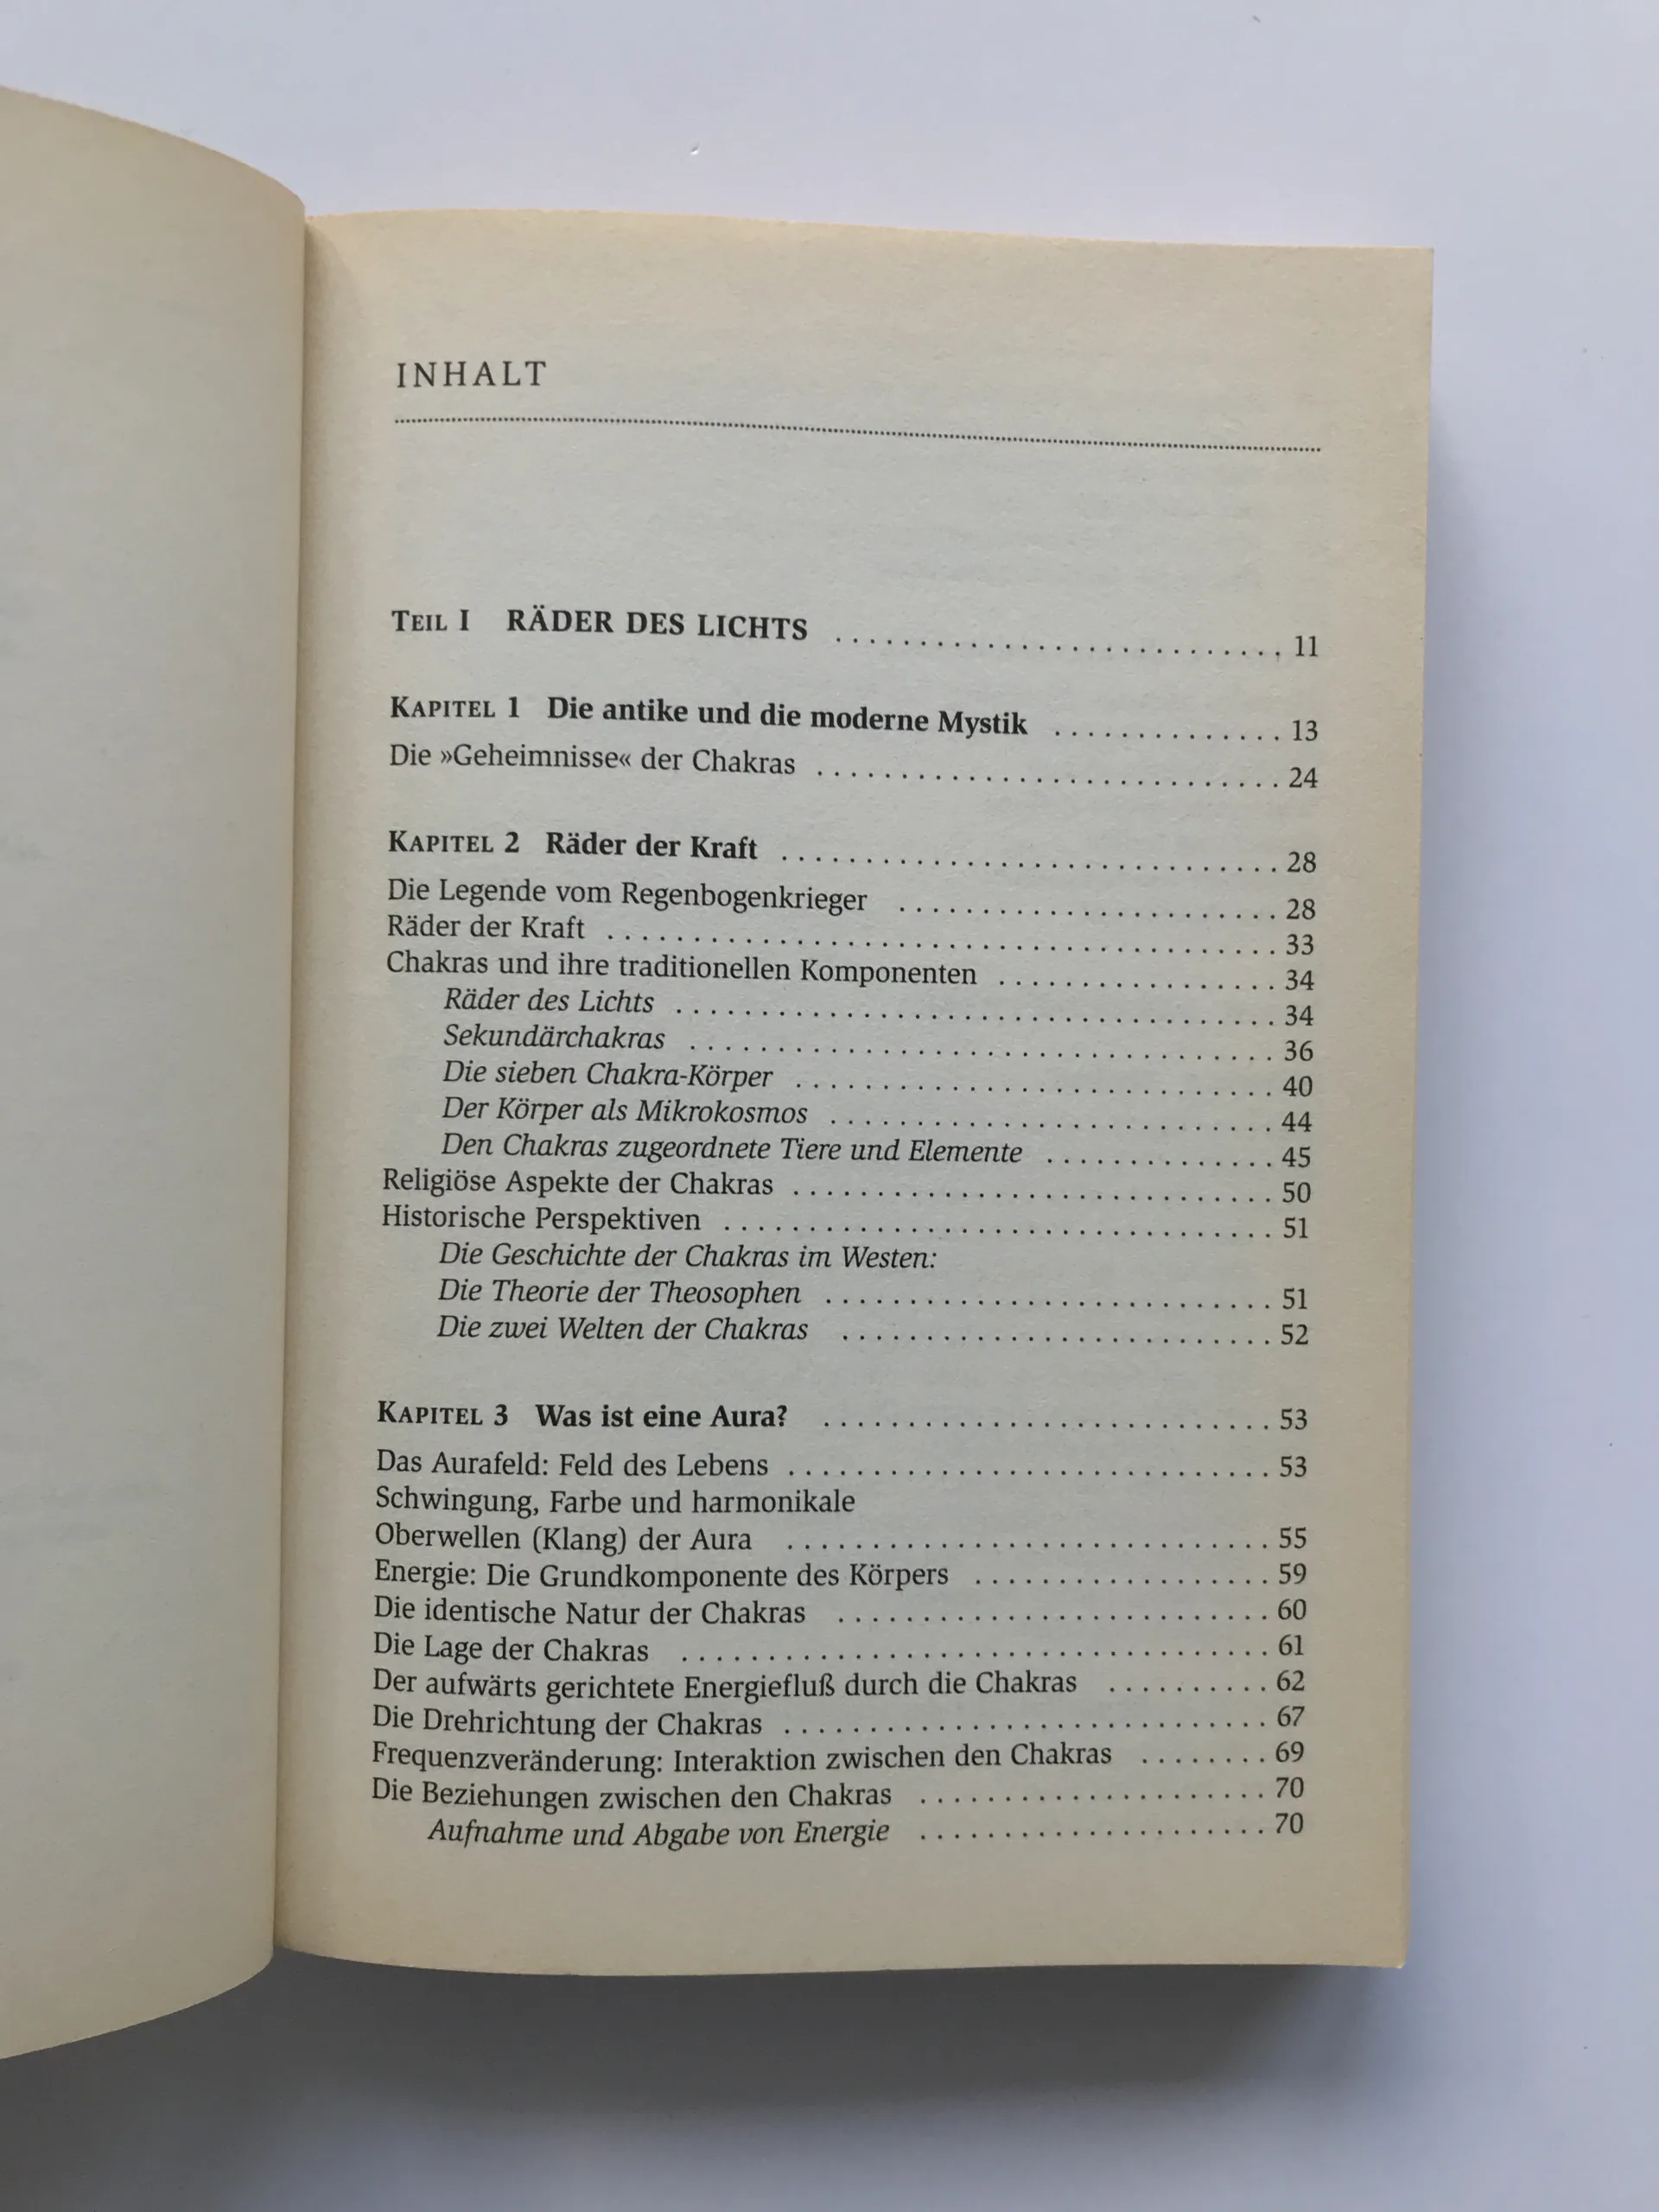 INHALT
TEIL I RÄDER DES LICHTS . . . . . . . . . . . . . . . . . . . . . . . . . . . 11
KAPITEL 1 Die antike und die moderne Mystik . . . . . . . . . . . . . . 13
Die »Geheimnisse« der Chakras . . . . . . . . . . . . . . . . . . . . . . . . . . . . 24
KAPITEL 2 Räder der Kraft . . . . . . . . . . . . . . . . . . . . . . . . . . . . . . 28
Die Legende vom Regenbogenkrieger . . . . . . . . . . . . . . . . . . . . . . . 28
Räder der Kraft . . . . . . . . . . . . . . . . . . . . . . . . . . . . . . . . . . . . . . . . 33
Chakras und ihre traditionellen Komponenten . . . . . . . . . . . . . . . . . 34
Räder des Lichts . . . . . . . . . . . . . . . . . . . . . . . . . . . . . . . . . . . . 34
Sekundärchakras . . . . . . . . . . . . . . . . . . . . . . . . . . . . . . . . . . . 36
Die sieben Chakra-Körper . . . . . . . . . . . . . . . . . . . . . . . . . . . . . 40
Der Körper als Mikrokosmos . . . . . . . . . . . . . . . . . . . . . . . . . . . 44
Den Chakras zugeordnete Tiere und Elemente . . . . . . . . . . . . . . 45
Religiöse Aspekte der Chakras . . . . . . . . . . . . . . . . . . . . . . . . . . . . . 50
Historische Perspektiven . . . . . . . . . . . . . . . . . . . . . . . . . . . . . . . . . 51
Die Geschichte der Chakras im Westen:
Die Theorie der Theosophen . . . . . . . . . . . . . . . . . . . . . . . . . . . 51
Die zwei Welten der Chakras . . . . . . . . . . . . . . . . . . . . . . . . . . 52
KAPITEL 3 Was ist eine Aura? . . . . . . . . . . . . . . . . . . . . . . . . . . . 53
Das Aurafeld: Feld des Lebens . . . . . . . . . . . . . . . . . . . . . . . . . . . . . 53
Schwingung, Farbe und harmonikale
Oberwellen (Klang) der Aura . . . . . . . . . . . . . . . . . . . . . . . . . . . . . 55
Energie: Die Grundkomponente des Körpers . . . . . . . . . . . . . . . . . . 59
Die identische Natur der Chakras . . . . . . . . . . . . . . . . . . . . . . . . . . 60
Die Lage der Chakras . . . . . . . . . . . . . . . . . . . . . . . . . . . . . . . . . . . 61
Der aufwärts gerichtete Energiefluß durch die Chakras . . . . . . . . . . 62
Die Drehrichtung der Chakras . . . . . . . . . . . . . . . . . . . . . . . . . . . . . 67
Frequenzveränderung: Interaktion zwischen den Chakras . . . . . . . . 69
Die Beziehungen zwischen den Chakras . . . . . . . . . . . . . . . . . . . . . 70
Aufnahme und Abgabe von Energie . . . . . . . . . . . . . . . . . . . . . 70